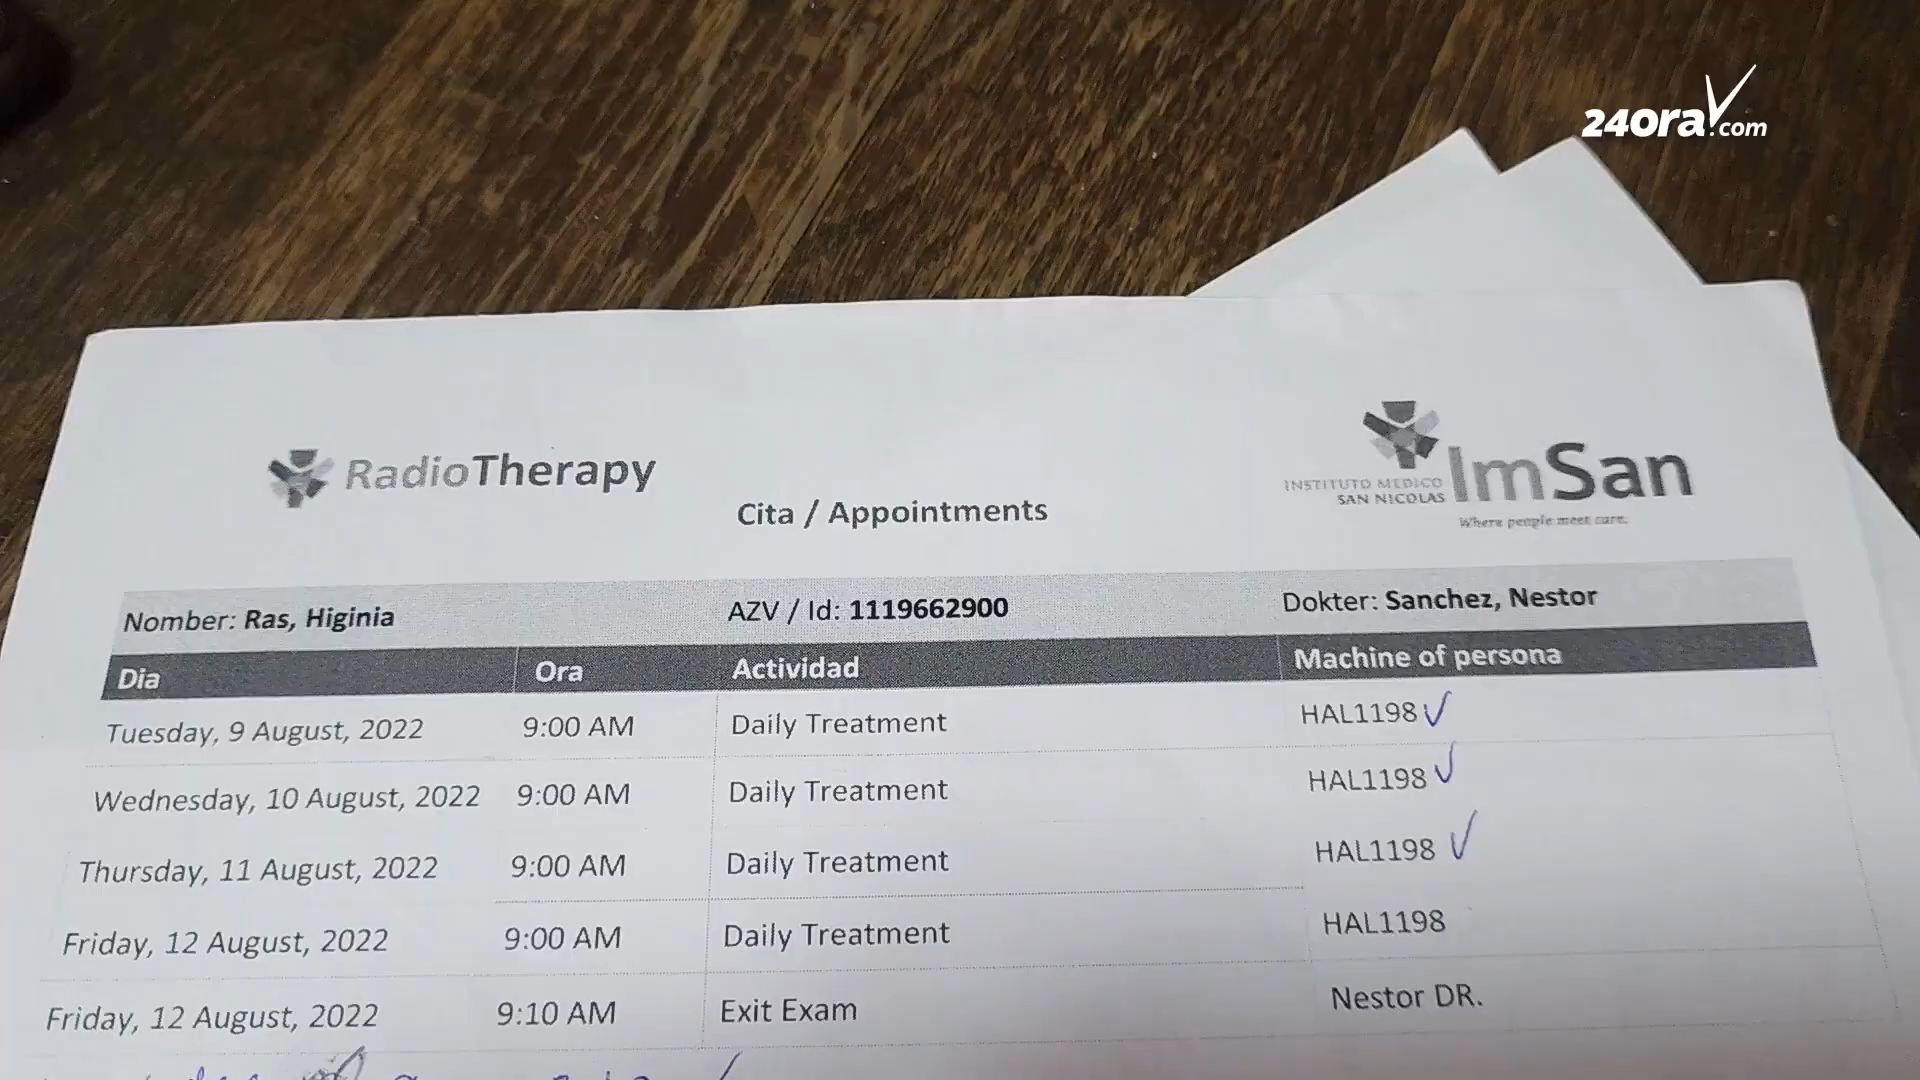 24ora.com
RadioTherapy
INSTITUTO MEDICO
SAN NICOLAS
ImSan
Where people meet care.
Cita / Appointments
Nomber: Ras, Higinia AZV / Id: 1119662900 Dokter: Sanchez, Nestor
Dia Ora Actividad Machine of persona
Tuesday, 9 August, 2022 9:00 AM Daily Treatment HAL1198 ✓
Wednesday, 10 August, 2022 9:00 AM Daily Treatment HAL1198 ✓
Thursday, 11 August, 2022 9:00 AM Daily Treatment HAL1198 ✓
Friday, 12 August, 2022 9:00 AM Daily Treatment HAL1198
Friday, 12 August, 2022 9:10 AM Exit Exam Nestor DR.